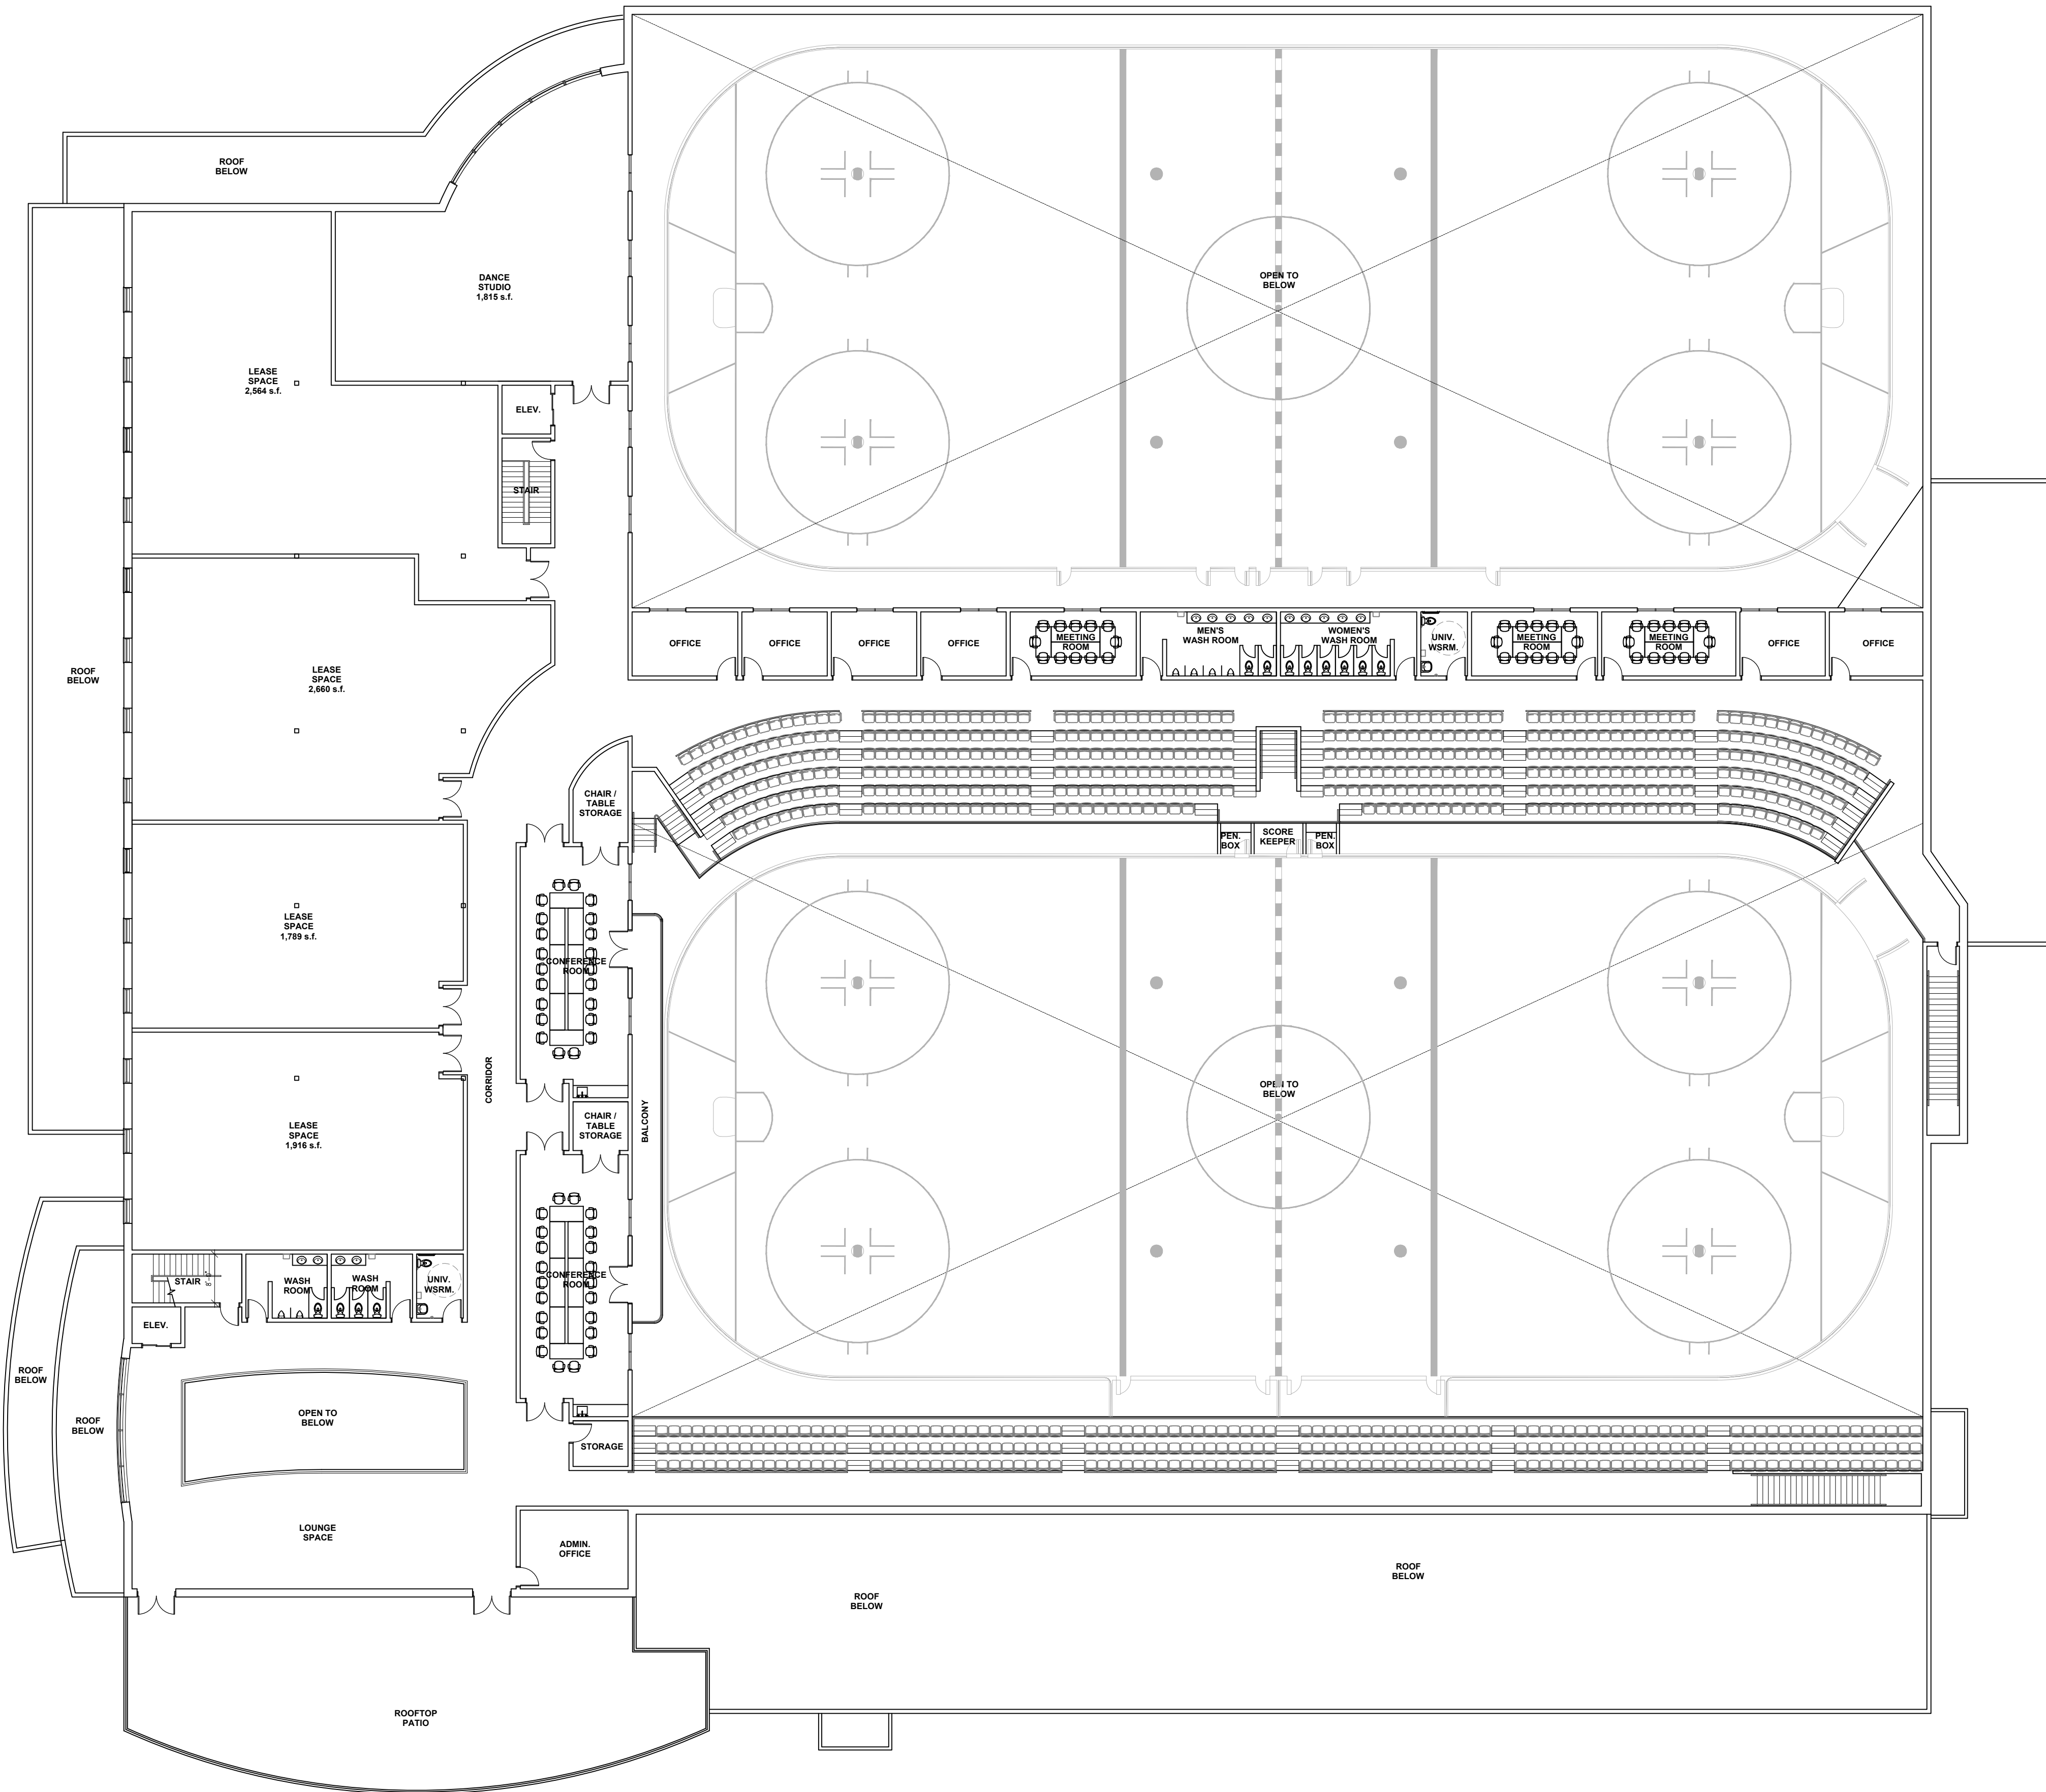 ROOF
BELOW
DANCE
STUDIO
1,815 s.f.
OPEN TO
BELOW
LEASE
SPACE
2,564 s.f.
ELEV.
STAIR
ROOF
BELOW
LEASE
SPACE
2,660 s.f.
OFFICE
OFFICE
OFFICE
OFFICE
MEETING
ROOM
MEN'S
WASH ROOM
WOMEN'S
WASH ROOM
UNIV.
WSRM.
MEETING
ROOM
MEETING
ROOM
OFFICE
OFFICE
CHAIR /
TABLE
STORAGE
PEN.
BOX
SCORE
KEEPER
PEN.
BOX
LEASE
SPACE
1,789 s.f.
CONFERENCE
ROOM
CORRIDOR
BALCONY
OPEN TO
BELOW
CHAIR /
TABLE
STORAGE
LEASE
SPACE
1,916 s.f.
CONFERENCE
ROOM
STAIR
WASH
ROOM
WASH
ROOM
UNIV.
WSRM.
ELEV.
ROOF
BELOW
ROOF
BELOW
OPEN TO
BELOW
STORAGE
LOUNGE
SPACE
ADMIN.
OFFICE
ROOF
BELOW
ROOF
BELOW
ROOFTOP
PATIO